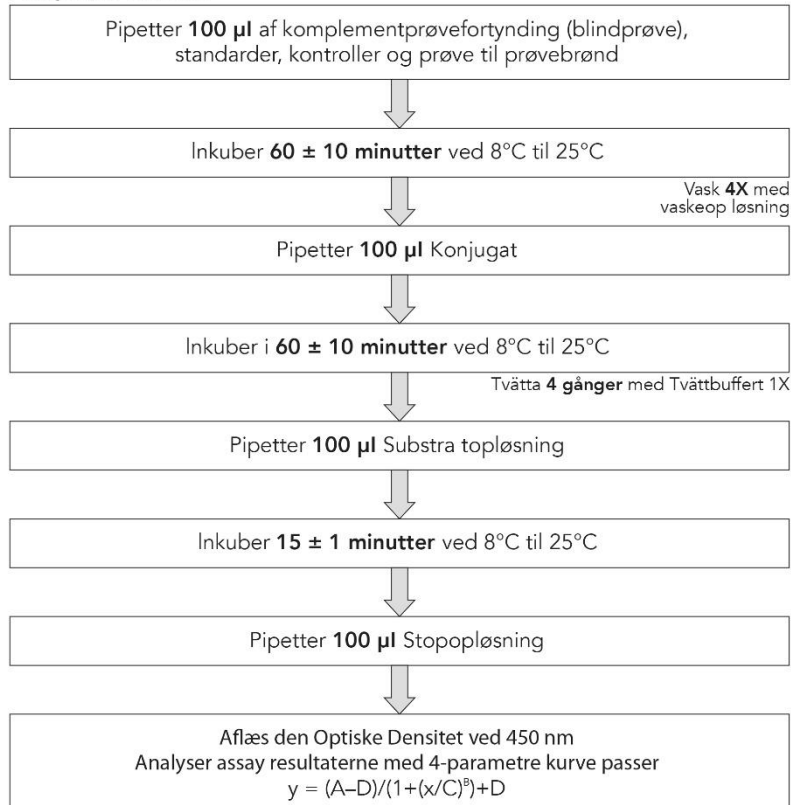 Pipetter 100 µl af komplementprøvefortynding (blindprøve),
standarder, kontroller og prøve til prøvebrønd
Inkuber 60 ± 10 minutter ved 8°C til 25°C
Vask 4X med
vaskeop løsning
Pipetter 100 µl Konjugat
Inkuber i 60 ± 10 minutter ved 8°C til 25°C
Tvätta 4 gånger med Tvättbuffert 1X
Pipetter 100 µl Substra topløsning
Inkuber 15 ± 1 minutter ved 8°C til 25°C
Pipetter 100 µl Stopopløsning
Aflæs den Optiske Densitet ved 450 nm
Analyser assay resultaterne med 4-parametre kurve passer
y = (A–D)/(1+(x/C)ᴮ)+D